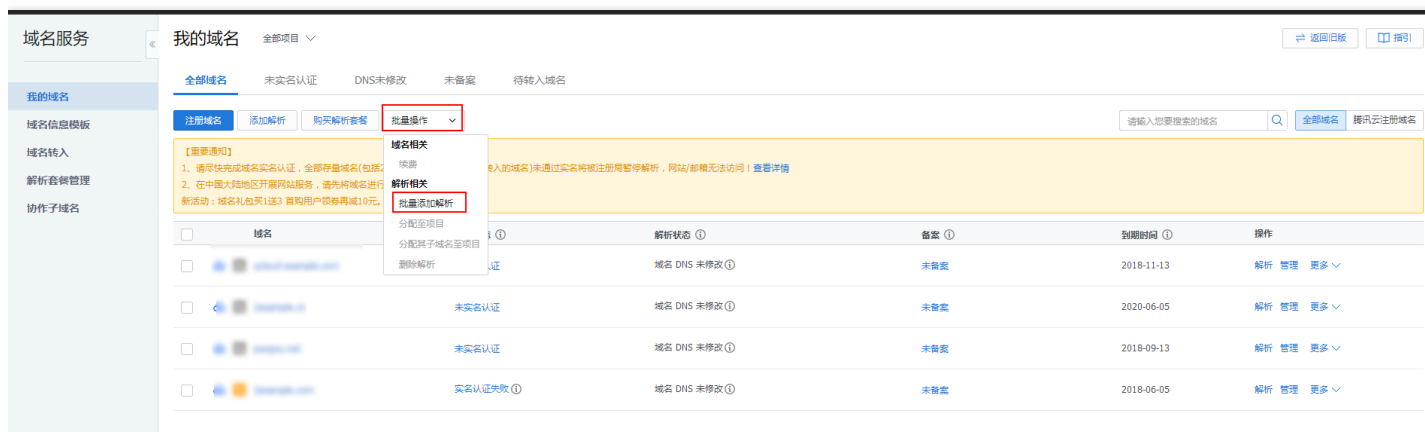 域名服务
我的域名
域名信息模板
域名转入
解析套餐管理
协作子域名
我的域名 全部项目
返回旧版 指引
全部域名 未实名认证 DNS未修改 未备案 待转入域名
注册域名 添加解析 购买解析套餐 批量操作
请输入您要搜索的域名 全部域名 腾讯云注册域名
域名相关
续费
解析相关
批量添加解析
分配至项目
分配其子域名至项目
删除解析
【重要通知】
1、请尽快完成域名实名认证，全部存量域名(包括 转入的域名)未通过实名将被注册局暂停解析，网站/邮箱无法访问！查看详情
2、在中国大陆地区开展网站服务，请先将域名进行
新活动：域名礼包买1送3 首购用户领券再减10元。
域名 解析状态 备案 到期时间 操作
认证 域名 DNS 未修改 未备案 2018-11-13 解析 管理 更多
未实名认证 域名 DNS 未修改 未备案 2020-06-05 解析 管理 更多
未实名认证 域名 DNS 未修改 未备案 2018-09-13 解析 管理 更多
实名认证失败 域名 DNS 未修改 未备案 2018-06-05 解析 管理 更多